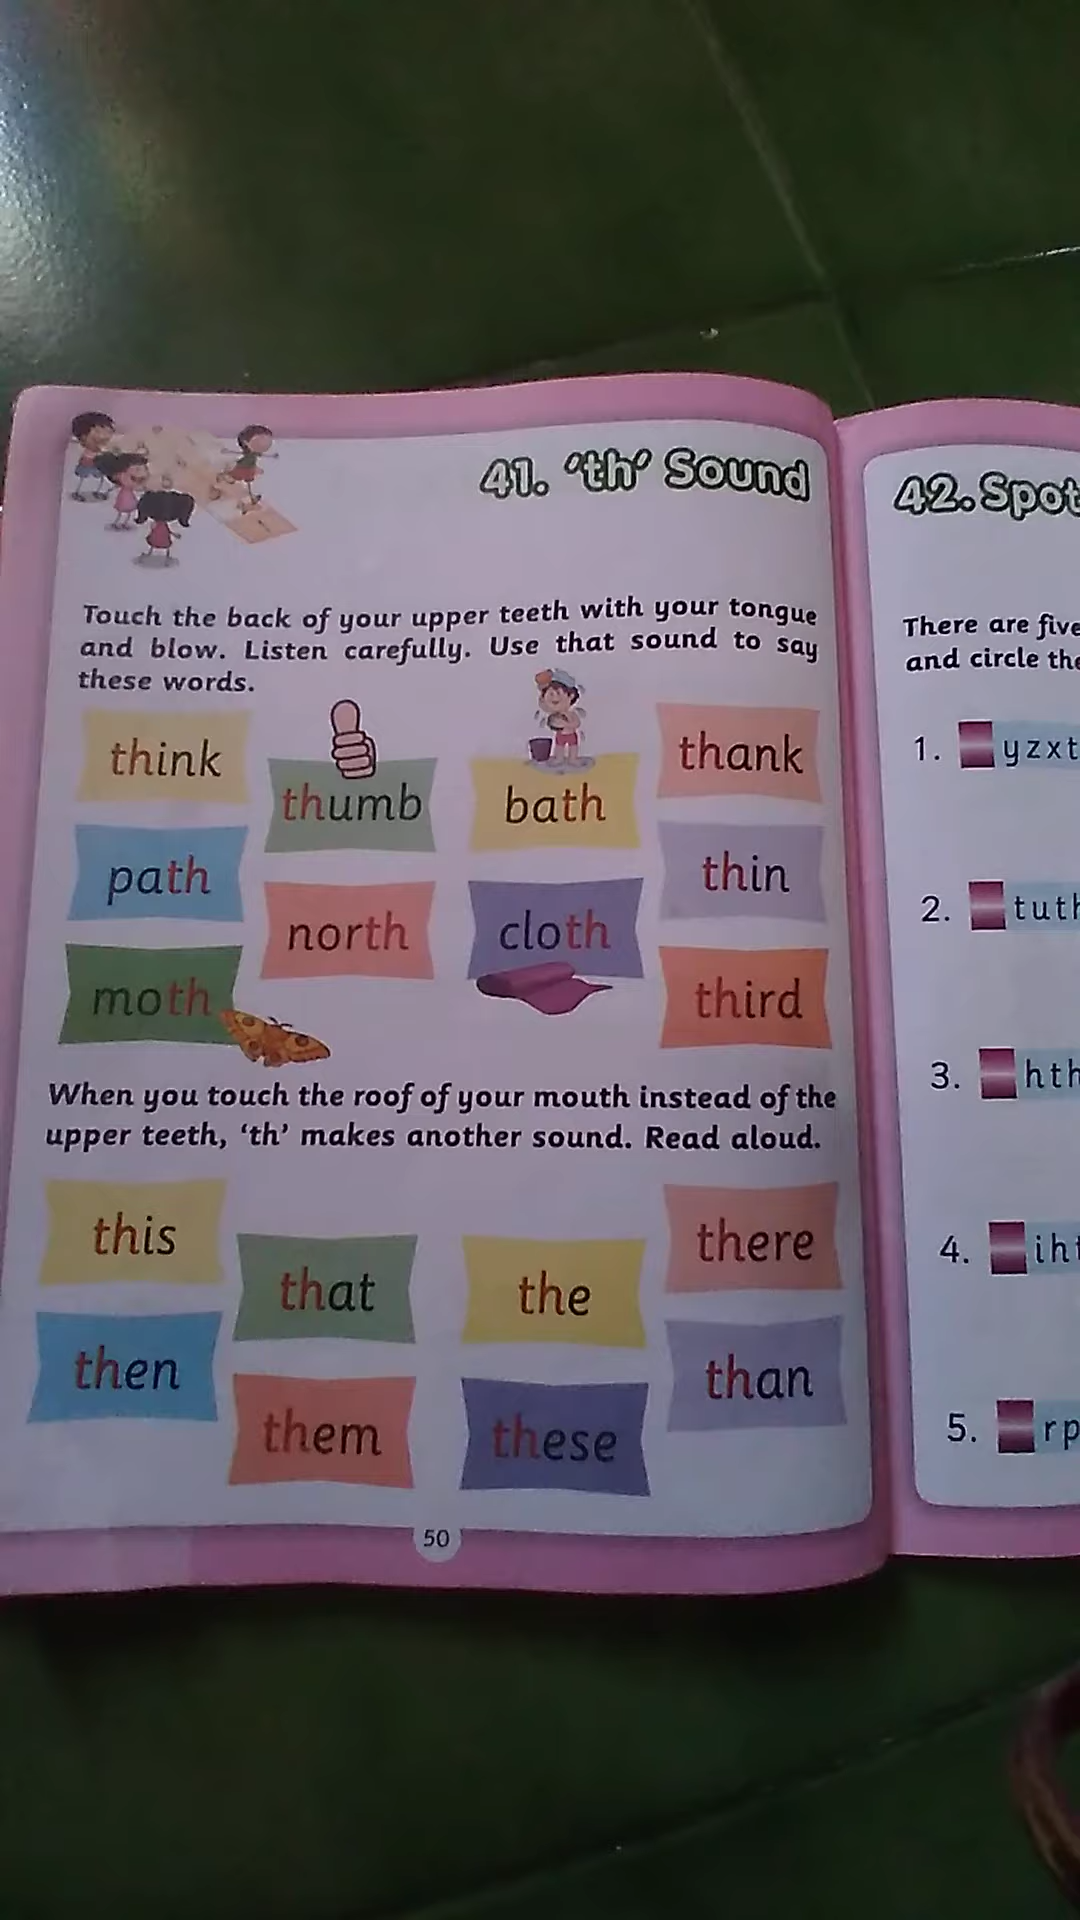 41. 'th' Sound
Touch the back of your upper teeth with your tongue
and blow. Listen carefully. Use that sound to say
these words.
think
thumb
bath
thank
path
north
cloth
thin
moth
third
When you touch the roof of your mouth instead of the
upper teeth, 'th' makes another sound. Read aloud.
this
that
the
there
then
them
these
than
50
42. Spot
There are five
and circle the
1. yzxt
2. tuth
3. hth
4. iht
5. rp